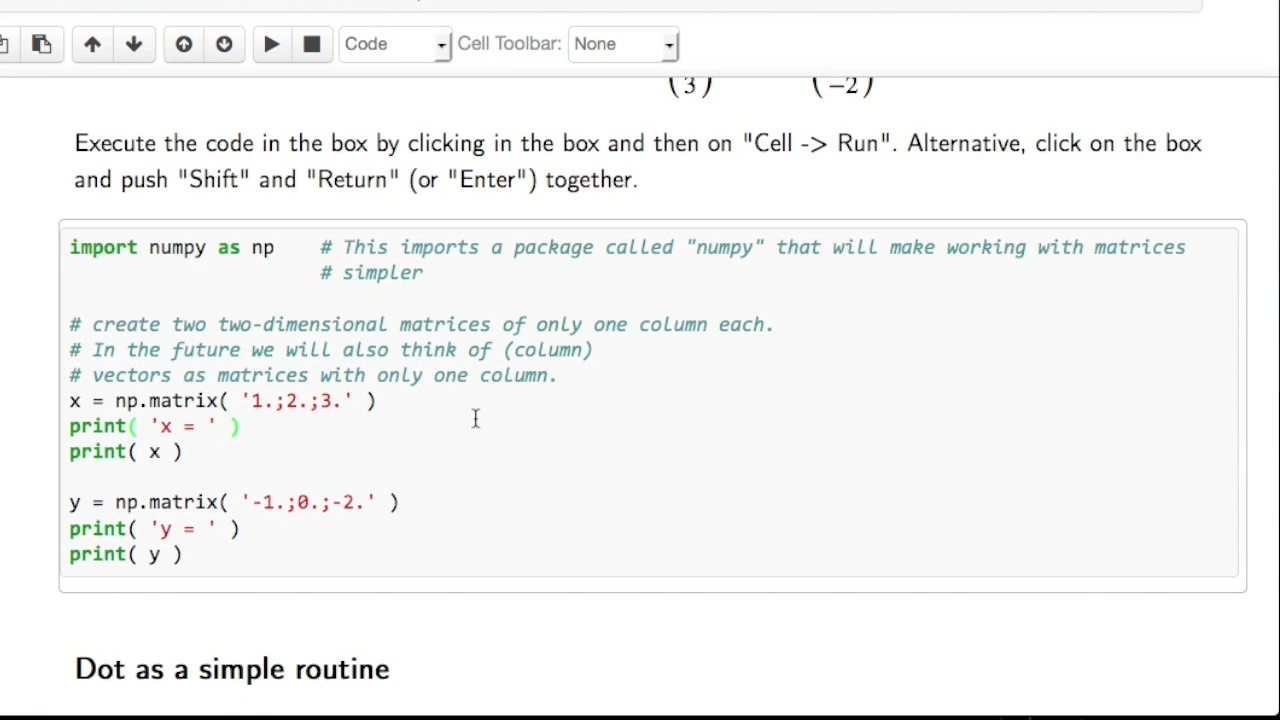 Code Cell Toolbar: None
(3) (−2)
Execute the code in the box by clicking in the box and then on "Cell -> Run". Alternative, click on the box
and push "Shift" and "Return" (or "Enter") together.
import numpy as np # This imports a package called "numpy" that will make working with matrices
# simpler
# create two two-dimensional matrices of only one column each.
# In the future we will also think of (column)
# vectors as matrices with only one column.
x = np.matrix( '1.;2.;3.' )
print( 'x = ' )
print( x )
y = np.matrix( '-1.;0.;-2.' )
print( 'y = ' )
print( y )
Dot as a simple routine